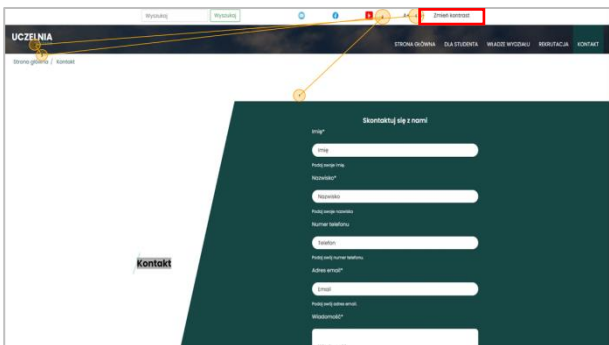 Wyszukaj
Wyszukaj
Zmień kontrast
UCZELNIA
STRONA GŁÓWNA DLA STUDENTA WŁADZE WYDZIAŁU REKRUTACJA KONTAKT
Strona główna / Kontakt
Skontaktuj się z nami
Imię*
Imię
Podaj swoje imię
Nazwisko*
Nazwisko
Podaj swoje nazwisko
Numer telefonu
Telefon
Podaj swój numer telefonu
Kontakt
Adres email*
Email
Podaj swój adres email
Wiadomość*